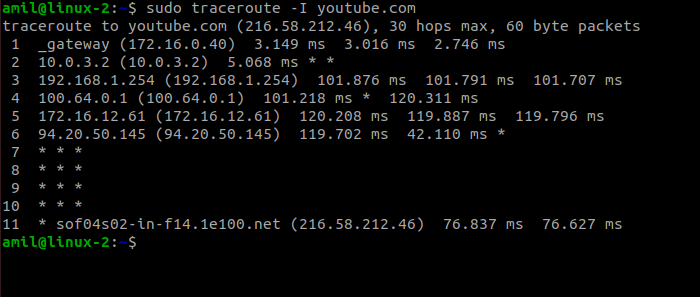 amil@linux-2:~$ sudo traceroute -I youtube.com
traceroute to youtube.com (216.58.212.46), 30 hops max, 60 byte packets
1 _gateway (172.16.0.40) 3.149 ms 3.016 ms 2.746 ms
2 10.0.3.2 (10.0.3.2) 5.068 ms * *
3 192.168.1.254 (192.168.1.254) 101.876 ms 101.791 ms 101.707 ms
4 100.64.0.1 (100.64.0.1) 101.218 ms * 120.311 ms
5 172.16.12.61 (172.16.12.61) 120.208 ms 119.887 ms 119.796 ms
6 94.20.50.145 (94.20.50.145) 119.702 ms 42.110 ms *
7 * * *
8 * * *
9 * * *
10 * * *
11 * sof04s02-in-f14.1e100.net (216.58.212.46) 76.837 ms 76.627 ms
amil@linux-2:~$